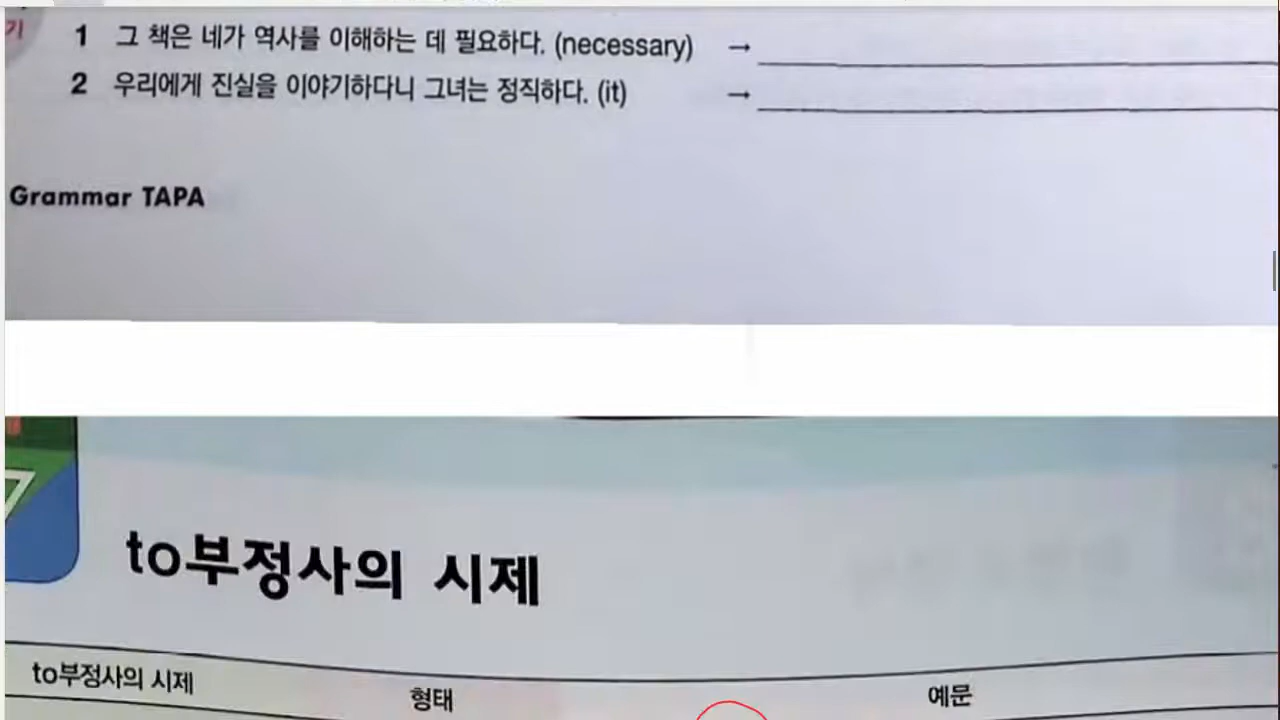 기
1 그 책은 네가 역사를 이해하는 데 필요하다. (necessary) →
2 우리에게 진실을 이야기하다니 그녀는 정직하다. (it) →
Grammar TAPA
to부정사의 시제
to부정사의 시제 형태 예문